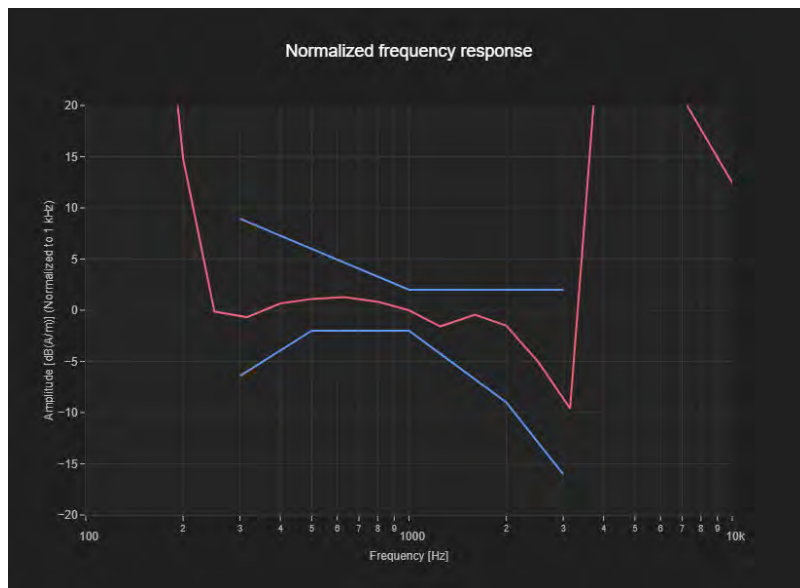 Normalized frequency response
20
15
10
5
0
−5
−10
−15
−20
Amplitude [dB(A/m)] (Normalized to 1 kHz)
100 2 3 4 5 6 7 8 9 1000 2 3 4 5 6 7 8 9 10k
Frequency [Hz]